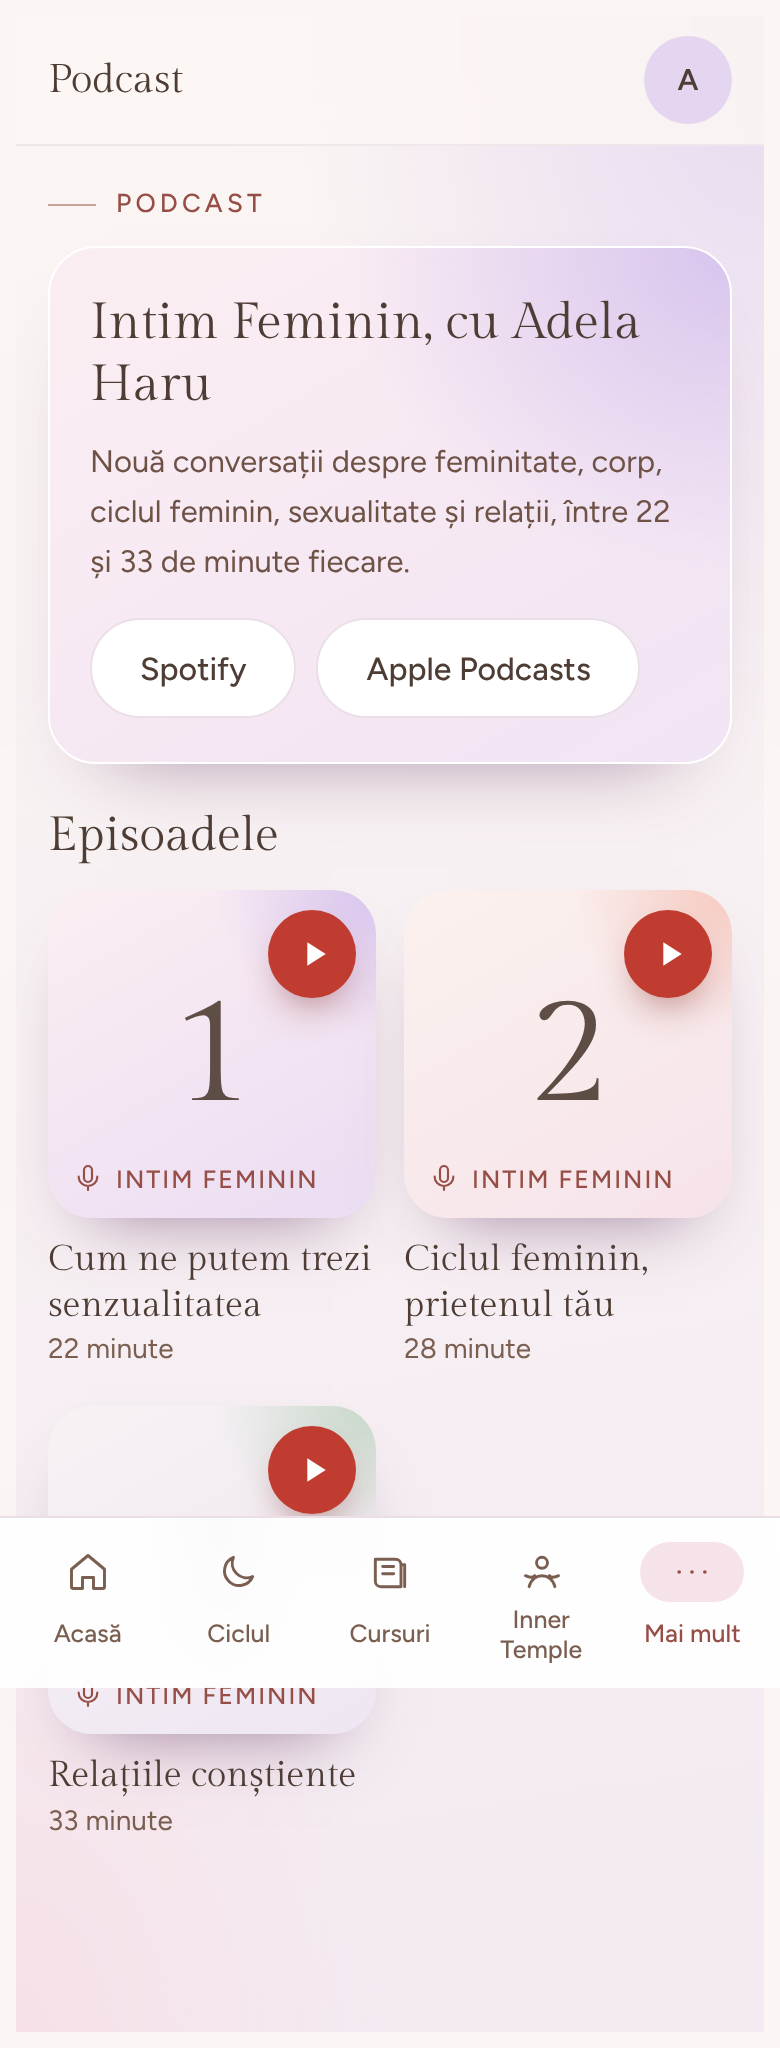 Podcast
A
PODCAST
Intim Feminin, cu Adela
Haru
Nouă conversații despre feminitate, corp,
ciclul feminin, sexualitate și relații, între 22
și 33 de minute fiecare.
Spotify
Apple Podcasts
Episoadele
1
INTIM FEMININ
2
INTIM FEMININ
Cum ne putem trezi
senzualitatea
22 minute
Ciclul feminin,
prietenul tău
28 minute
Acasă
Ciclul
Cursuri
Inner
Temple
Mai mult
INTIM FEMININ
Relațiile conștiente
33 minute